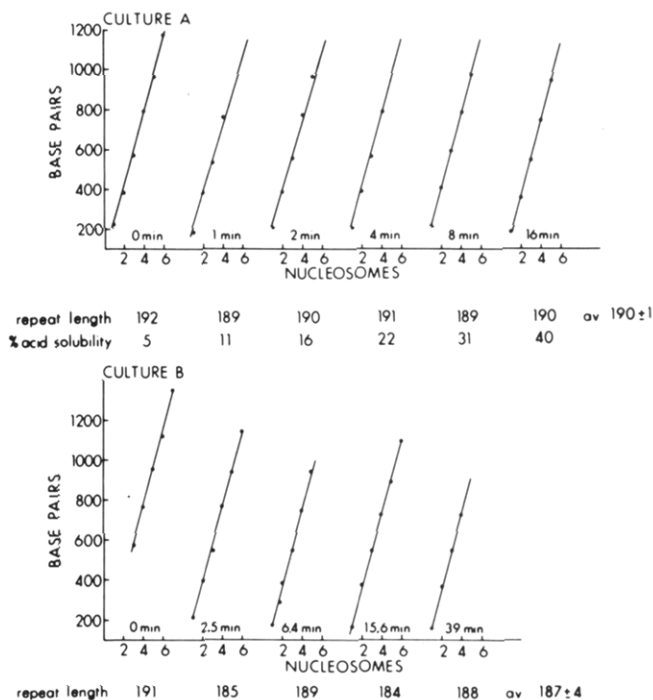 CULTURE A
1200
1000
800
600
400
200
BASE PAIRS
0 min 1 min 2 min 4 min 8 min 16 min
2 4 6 2 4 6 2 4 6 2 4 6 2 4 6 2 4 6
NUCLEOSOMES
repeat length 192 189 190 191 189 190 av 190±1
% acid solubility 5 11 16 22 31 40
CULTURE B
1200
1000
800
600
400
200
BASE PAIRS
0 min 2.5 min 6.4 min 15.6 min 39 min
2 4 6 2 4 6 2 4 6 2 4 6 2 4 6
NUCLEOSOMES
repeat length 191 185 189 184 188 av 187±4